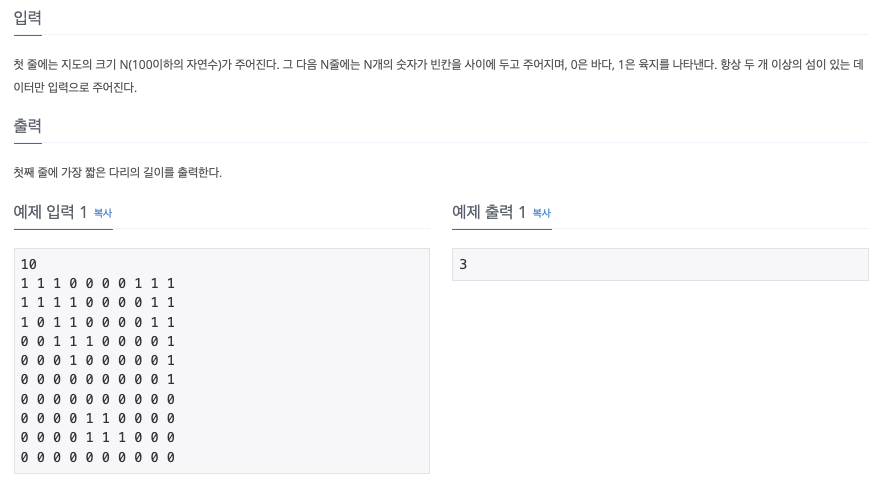 입력
첫 줄에는 지도의 크기 N(100이하의 자연수)가 주어진다. 그 다음 N줄에는 N개의 숫자가 빈칸을 사이에 두고 주어지며, 0은 바다, 1은 육지를 나타낸다. 항상 두 개 이상의 섬이 있는 데
이터만 입력으로 주어진다.
출력
첫째 줄에 가장 짧은 다리의 길이를 출력한다.
예제 입력 1 복사
10
1 1 1 0 0 0 0 1 1 1
1 1 1 1 0 0 0 0 1 1
1 0 1 1 0 0 0 0 1 1
0 0 1 1 1 0 0 0 0 1
0 0 0 1 0 0 0 0 0 1
0 0 0 0 0 0 0 0 0 1
0 0 0 0 0 0 0 0 0 0
0 0 0 0 1 1 0 0 0 0
0 0 0 0 1 1 1 0 0 0
0 0 0 0 0 0 0 0 0 0
예제 출력 1 복사
3